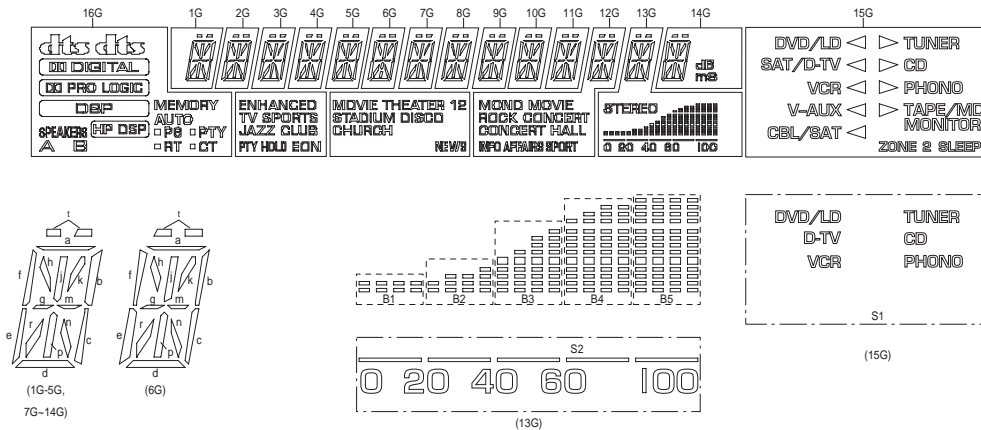 16G 1G 2G 3G 4G 5G 6G 7G 8G 9G 10G 11G 12G 13G 14G 15G
dts dts
DIGITAL
PRO LOGIC
DSP
SPEAKERS HP DSP
A B
MEMORY
AUTO
PS PTY
RT CT
dB
mS
ENHANCED
TV SPORTS
JAZZ CLUB
PTY HOLD EON
MOVIE THEATER 12
STADIUM DISCO
CHURCH
NEWS
MONO MOVIE
ROCK CONCERT
CONCERT HALL
INFO AFFAIRS SPORT
STEREO
0 20 40 60 100
DVD/LD TUNER
SAT/D-TV CD
VCR PHONO
V-AUX TAPE/MD
MONITOR
CBL/SAT
ZONE 2 SLEEP
t
a
f h j k b
g m
e r n c
p
d
(1G-5G,
7G~14G)
t
a
f h j k b
g m
e r n c
p
d
(6G)
B1 B2 B3 B4 B5
S2
0 20 40 60 100
(13G)
DVD/LD TUNER
D-TV CD
VCR PHONO
S1
(15G)